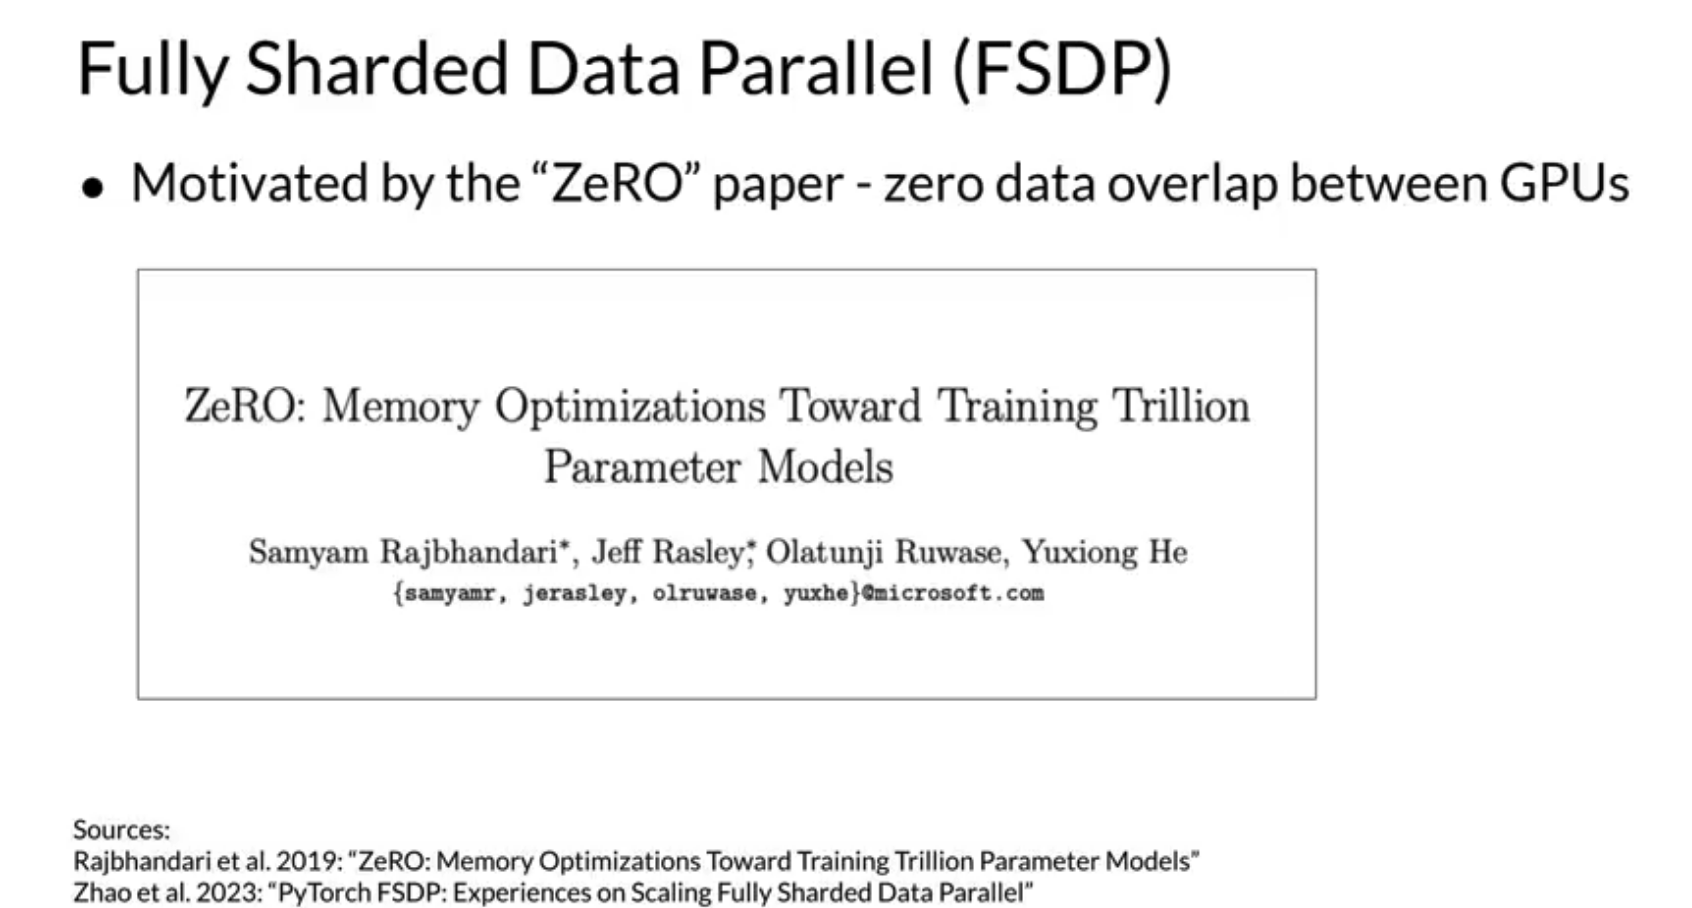 Fully Sharded Data Parallel (FSDP)
● Motivated by the “ZeRO” paper - zero data overlap between GPUs
ZeRO: Memory Optimizations Toward Training Trillion
Parameter Models
Samyam Rajbhandari*, Jeff Rasley*, Olatunji Ruwase, Yuxiong He
{samyamr, jerasley, olruwase, yuxhe}@microsoft.com
Sources:
Rajbhandari et al. 2019: “ZeRO: Memory Optimizations Toward Training Trillion Parameter Models”
Zhao et al. 2023: “PyTorch FSDP: Experiences on Scaling Fully Sharded Data Parallel”